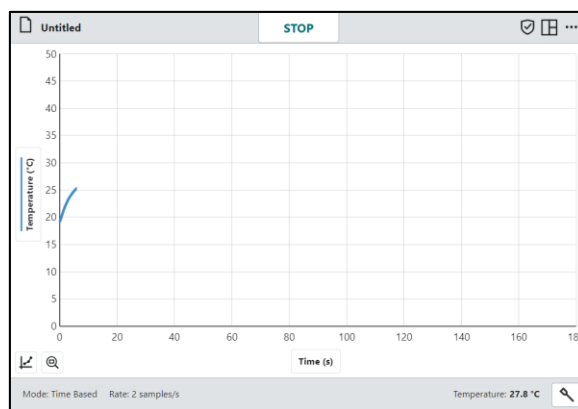 Untitled
STOP
50
45
40
35
30
25
20
15
10
5
0
Temperature (°C)
0 20 40 60 80 100 120 140 160 180
Time (s)
Mode: Time Based Rate: 2 samples/s Temperature: 27.8 °C